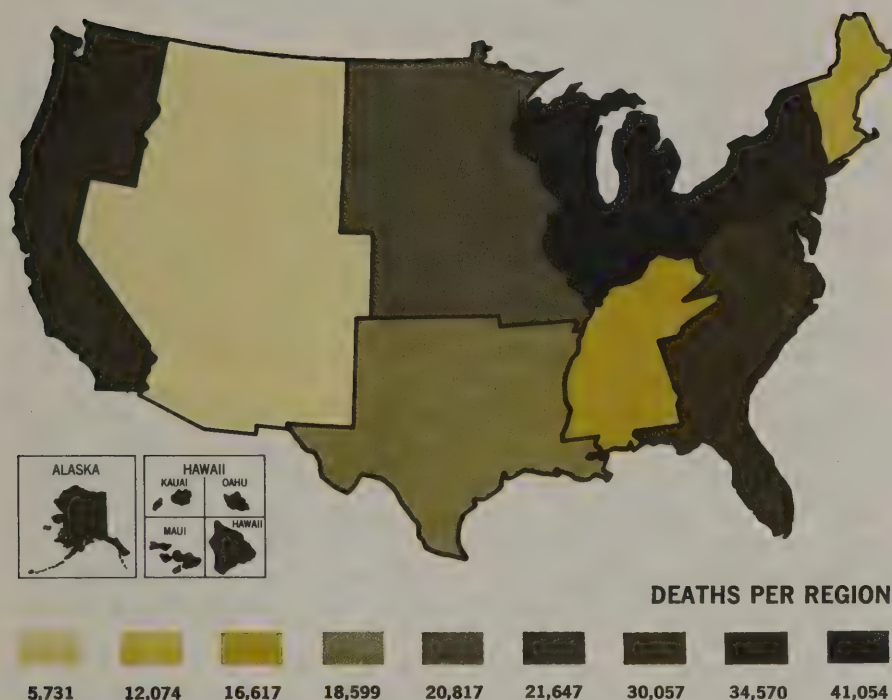 ALASKA
HAWAII
KAUAI OAHU
MAUI HAWAII
DEATHS PER REGION
5,731 12,074 16,617 18,599 20,817 21,647 30,057 34,570 41,054